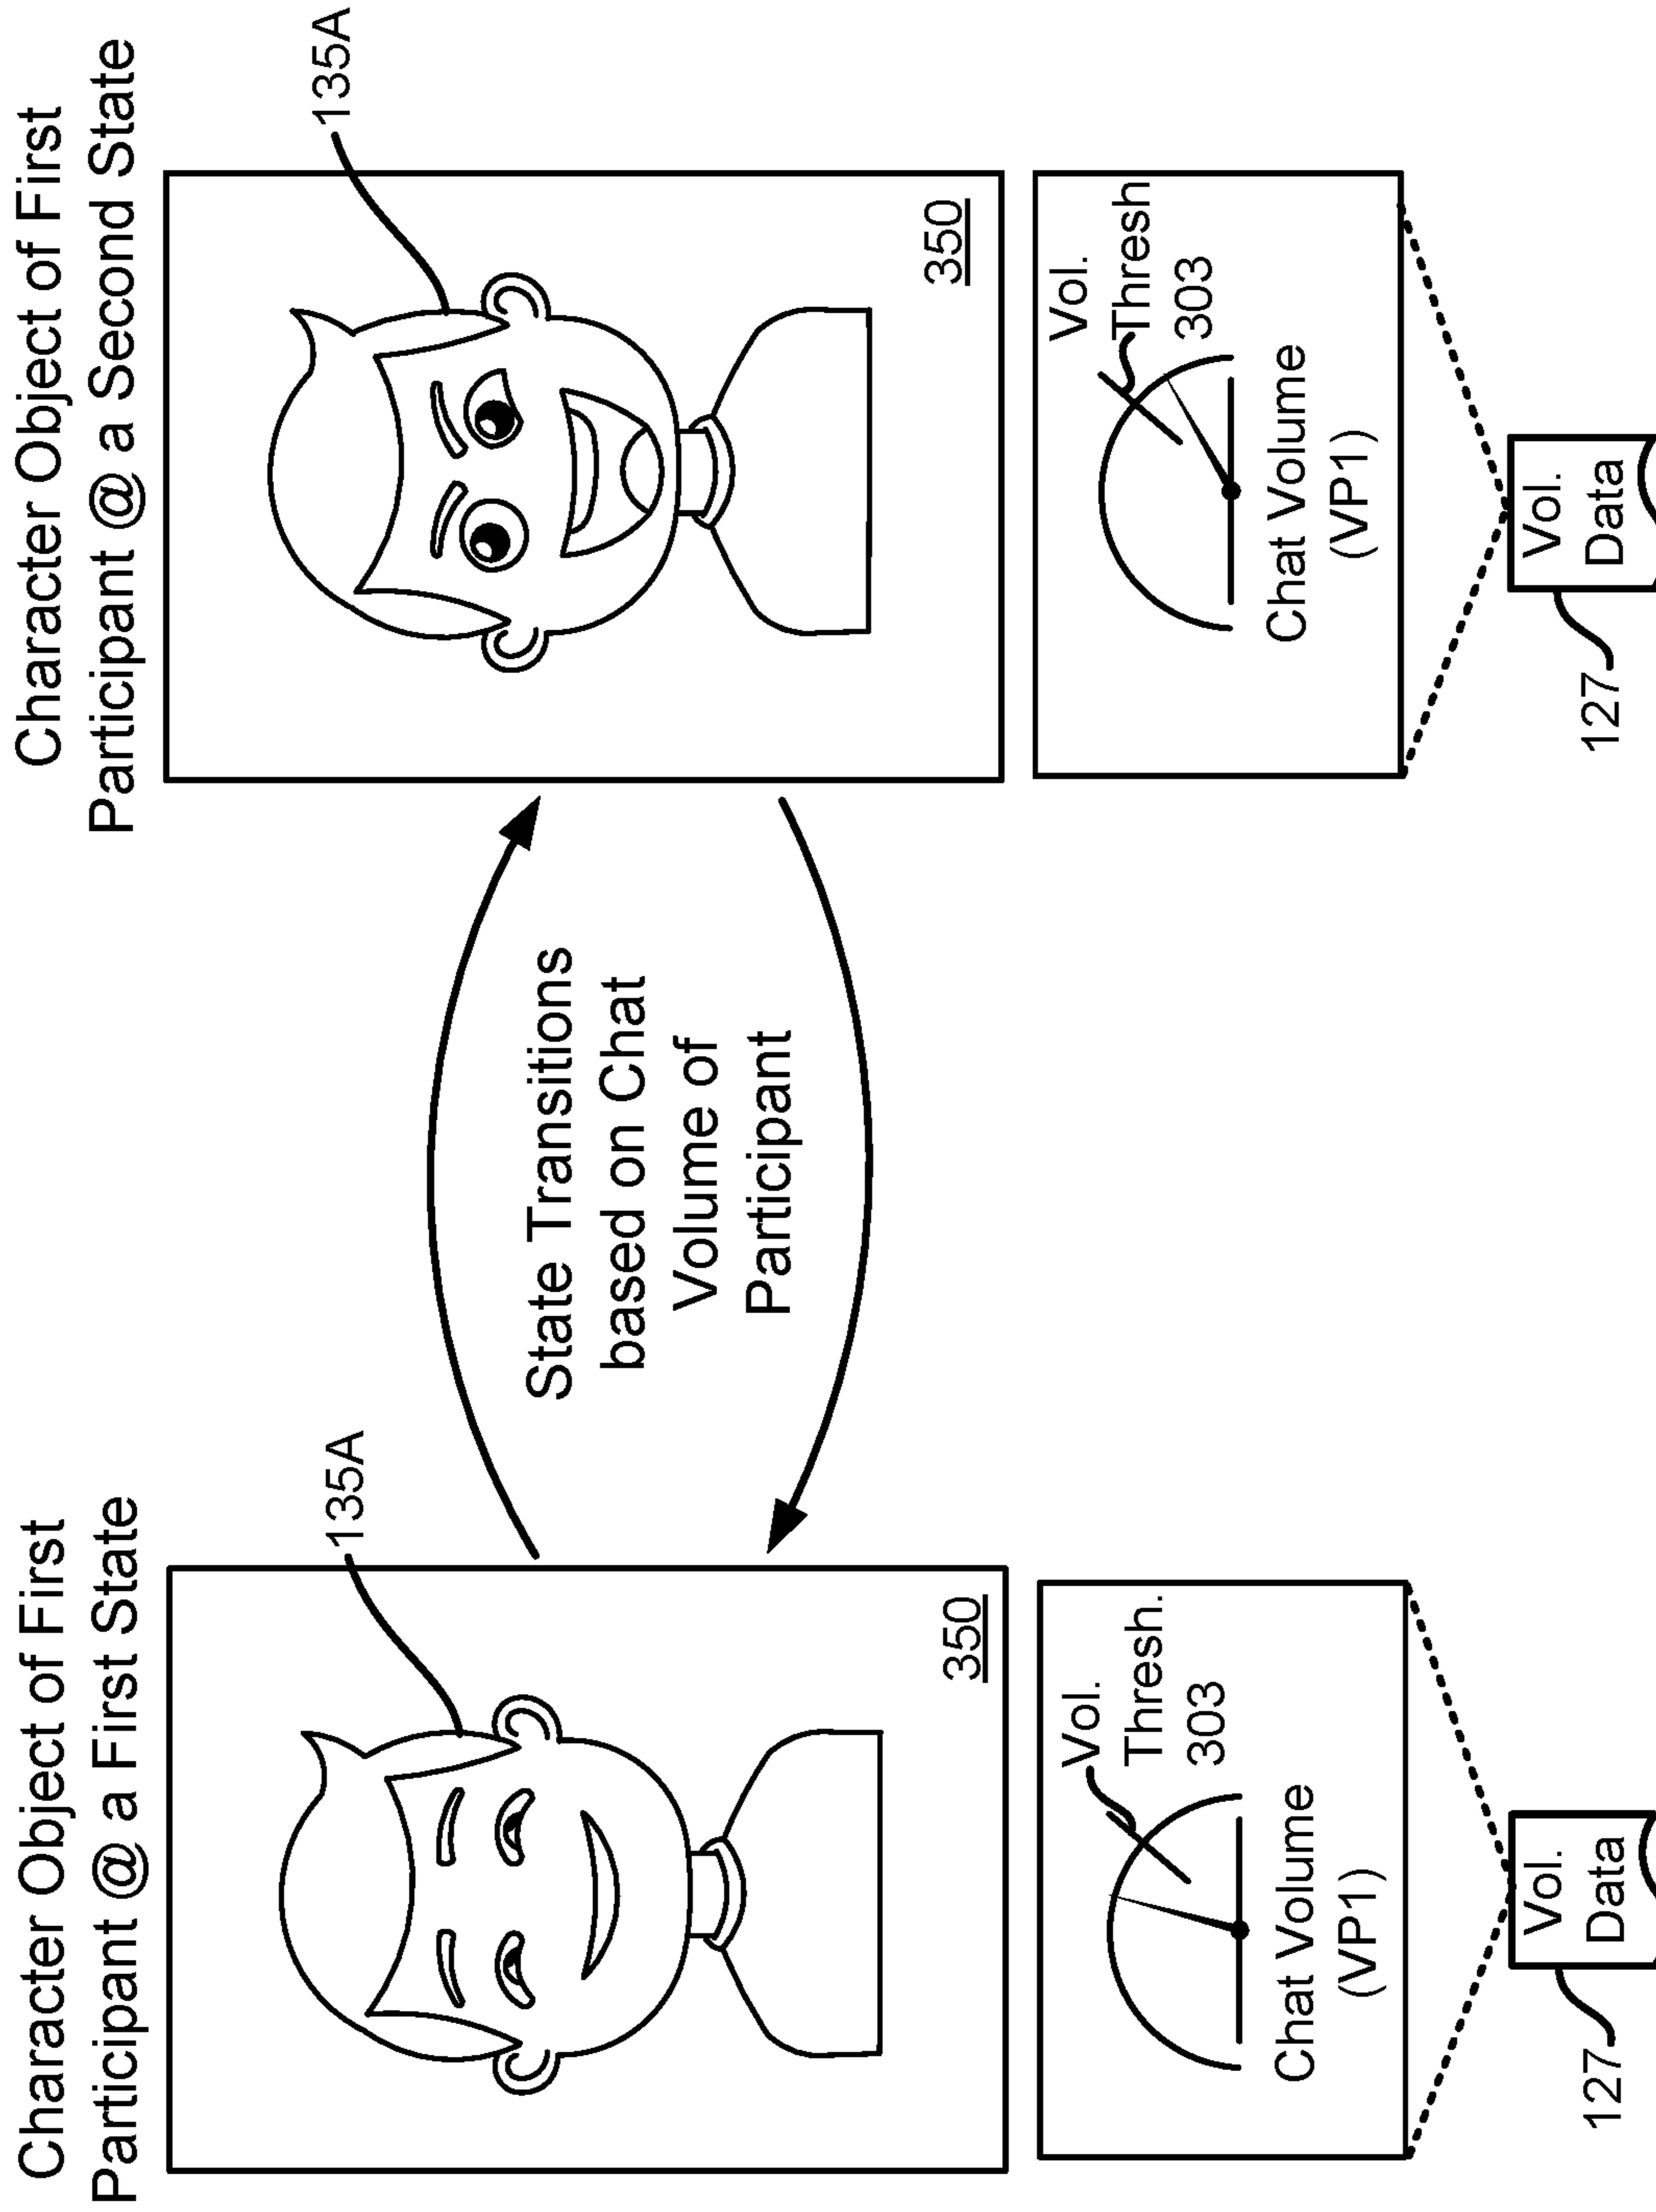 Character Object of First
Participant @ a First State
135A
350
Vol.
Thresh.
303
Chat Volume
(VP1)
Vol.
Data
127
State Transitions
based on Chat
Volume of
Participant
Character Object of First
Participant @ a Second State
135A
350
Vol.
Thresh
303
Chat Volume
(VP1)
Vol.
Data
127